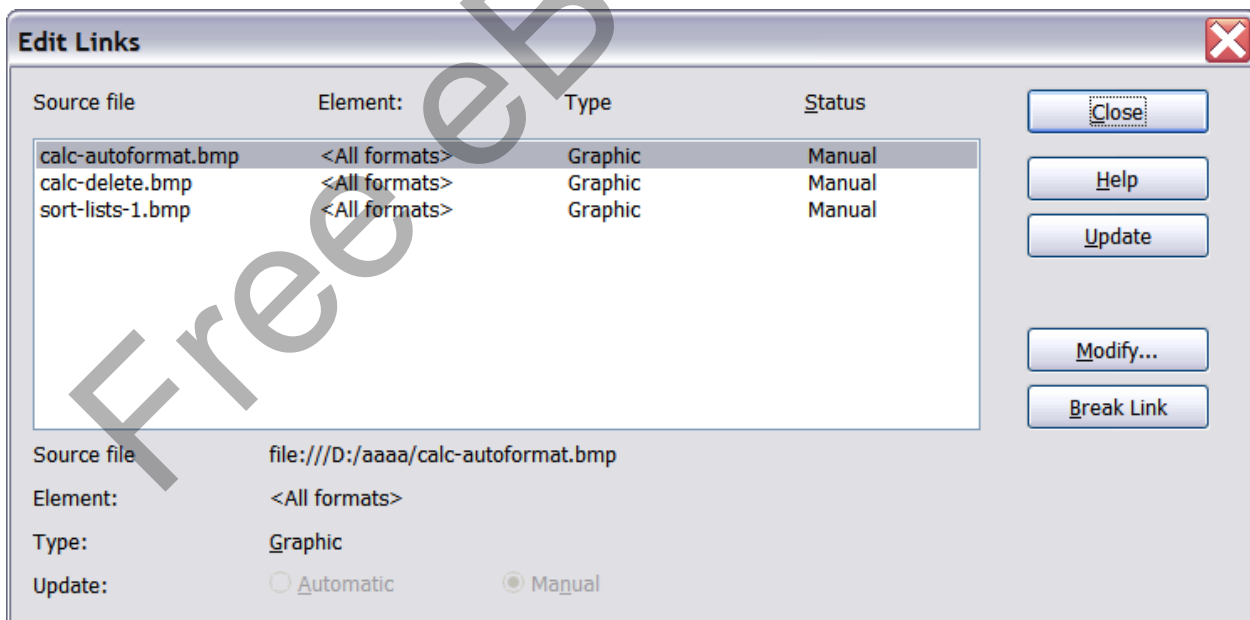 Edit Links
Source file Element: Type Status
calc-autoformat.bmp <All formats> Graphic Manual
calc-delete.bmp <All formats> Graphic Manual
sort-lists-1.bmp <All formats> Graphic Manual
Close
Help
Update
Modify...
Break Link
Source file file:///D:/aaaa/calc-autoformat.bmp
Element: <All formats>
Type: Graphic
Update: Automatic Manual
Free